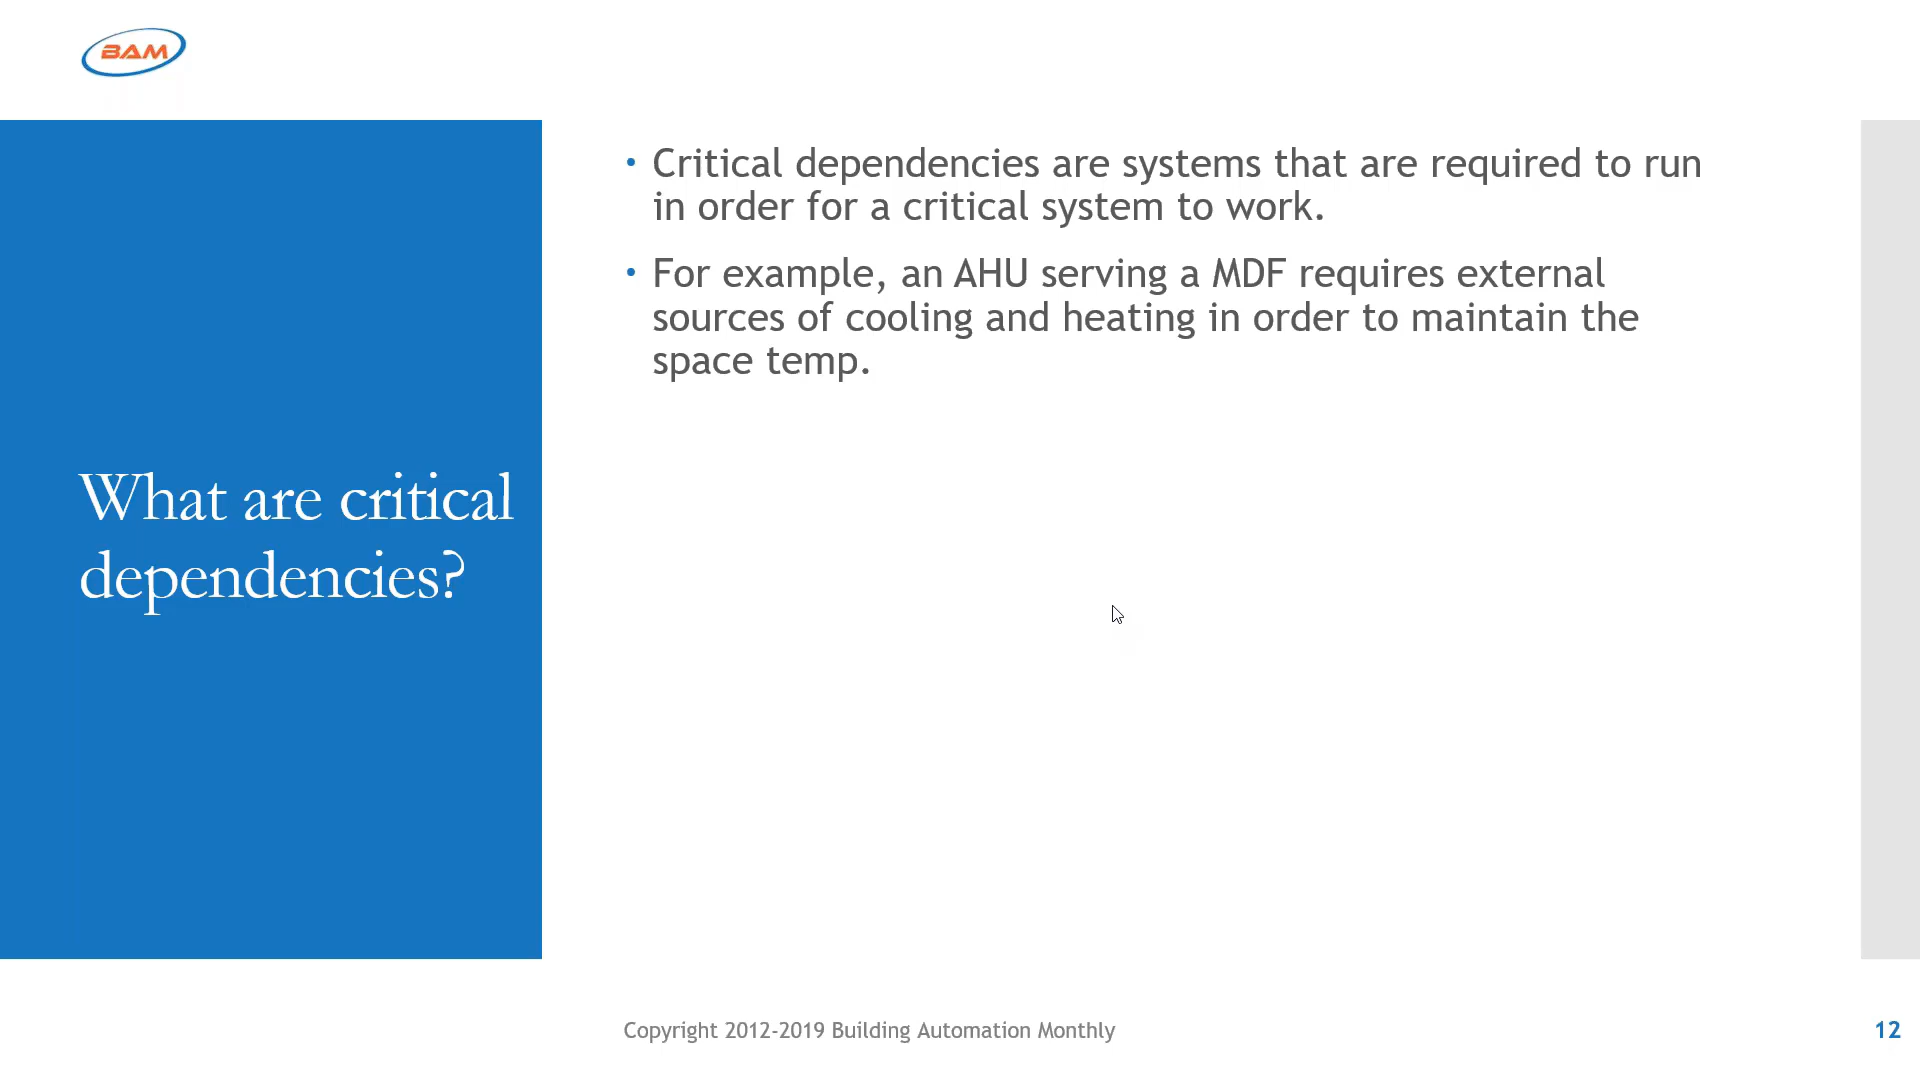 BAM
What are critical
dependencies?
• Critical dependencies are systems that are required to run
in order for a critical system to work.
• For example, an AHU serving a MDF requires external
sources of cooling and heating in order to maintain the
space temp.
Copyright 2012-2019 Building Automation Monthly
12